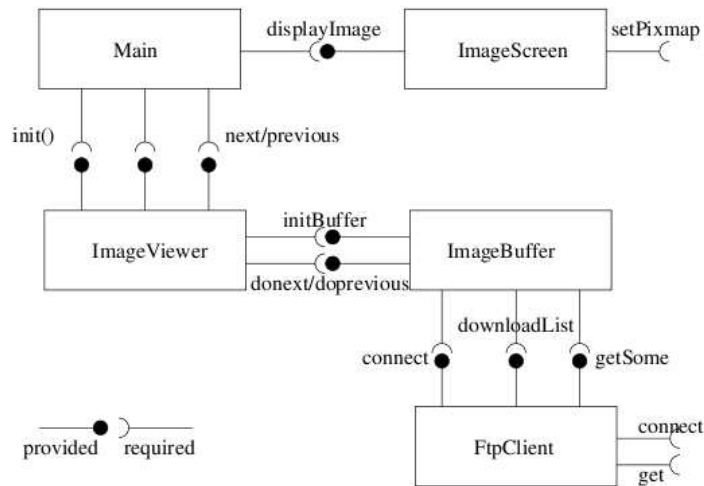 displayImage
setPixmap
Main
ImageScreen
init()
next/previous
initBuffer
ImageViewer
ImageBuffer
donext/doprevious
downloadList
connect
getSome
connect
provided
required
FtpClient
get